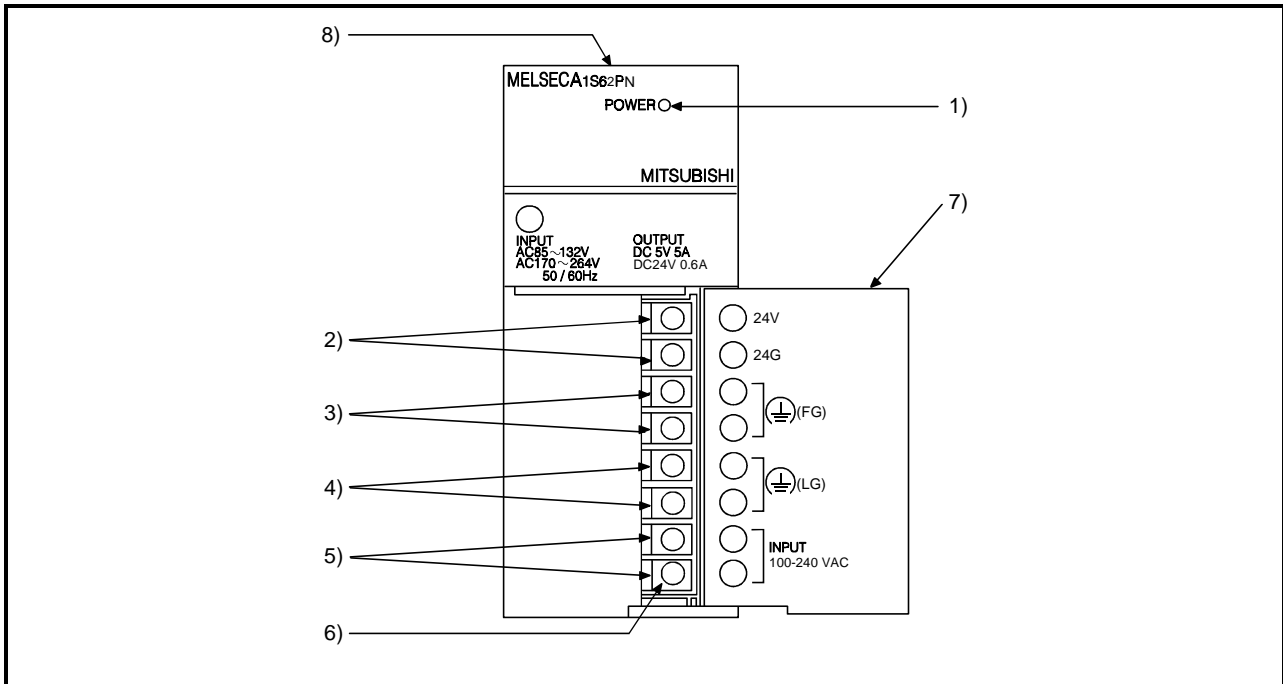 8)
MELSECA1S62PN
POWER
1)
MITSUBISHI
7)
INPUT
AC85~132V
AC170~264V
50 / 60Hz
OUTPUT
DC 5V 5A
DC24V 0.6A
2)
24V
24G
3)
(FG)
4)
(LG)
5)
INPUT
100-240 VAC
6)